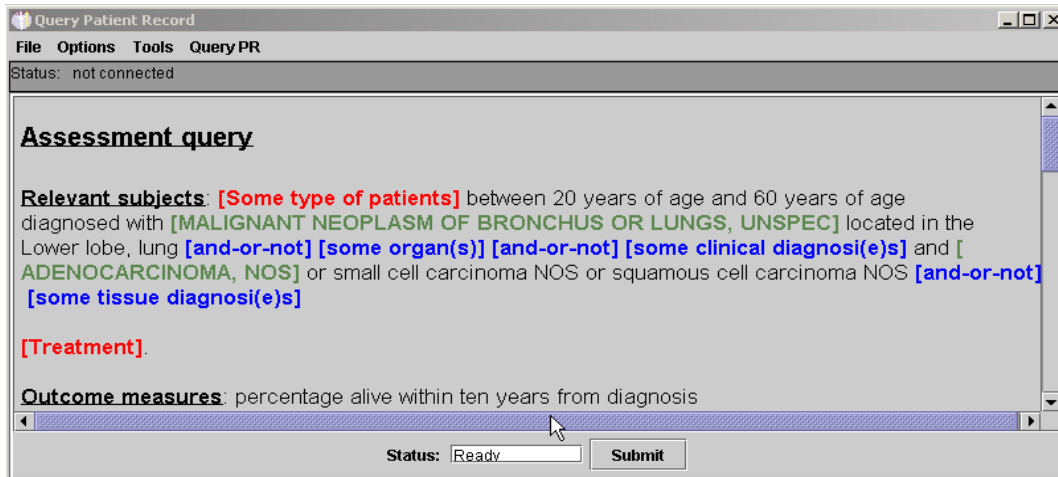 Query Patient Record
File Options Tools Query PR
Status: not connected
Assessment query
Relevant subjects: [Some type of patients] between 20 years of age and 60 years of age
diagnosed with [MALIGNANT NEOPLASM OF BRONCHUS OR LUNGS, UNSPEC] located in the
Lower lobe, lung [and-or-not] [some organ(s)] [and-or-not] [some clinical diagnosi(e)s] and [
ADENOCARCINOMA, NOS] or small cell carcinoma NOS or squamous cell carcinoma NOS [and-or-not]
[some tissue diagnosi(e)s]
[Treatment].
Outcome measures: percentage alive within ten years from diagnosis
Status: Ready Submit